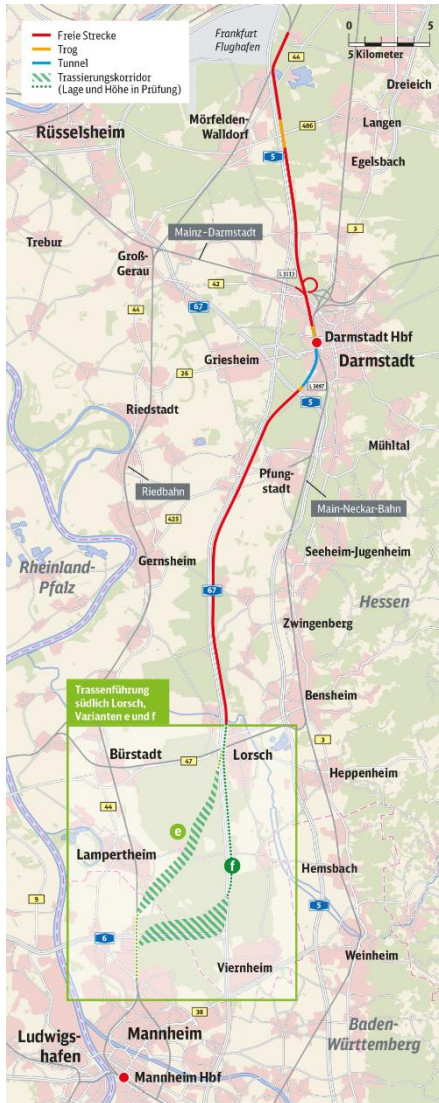 Freie Strecke
Trog
Tunnel
Trassierungskorridor
(Lage und Höhe in Prüfung)
Frankfurt
Flughafen
0 5
5 Kilometer
44
Dreieich
Rüsselsheim
Mörfelden-
Walldorf
486
Langen
5
Egelsbach
Trebur
Mainz-Darmstadt
3
Groß-
Gerau
42
L 3113
67
44
Darmstadt Hbf
Griesheim
Darmstadt
26
L 3097
5
Riedstadt
Mühltal
Riedbahn
Pfung-
stadt
Main-Neckar-Bahn
425
Seeheim-Jugenheim
Gernsheim
Rheinland-
Pfalz
67
Hessen
Zwingenberg
Trassenführung
südlich Lorsch,
Varianten e und f
Bensheim
3
Bürstadt
47
Lorsch
Heppenheim
44
e
Lampertheim
f
Hemsbach
9
5
6
Weinheim
Viernheim
38
Ludwigs-
hafen
Mannheim
Baden-
Württemberg
Mannheim Hbf